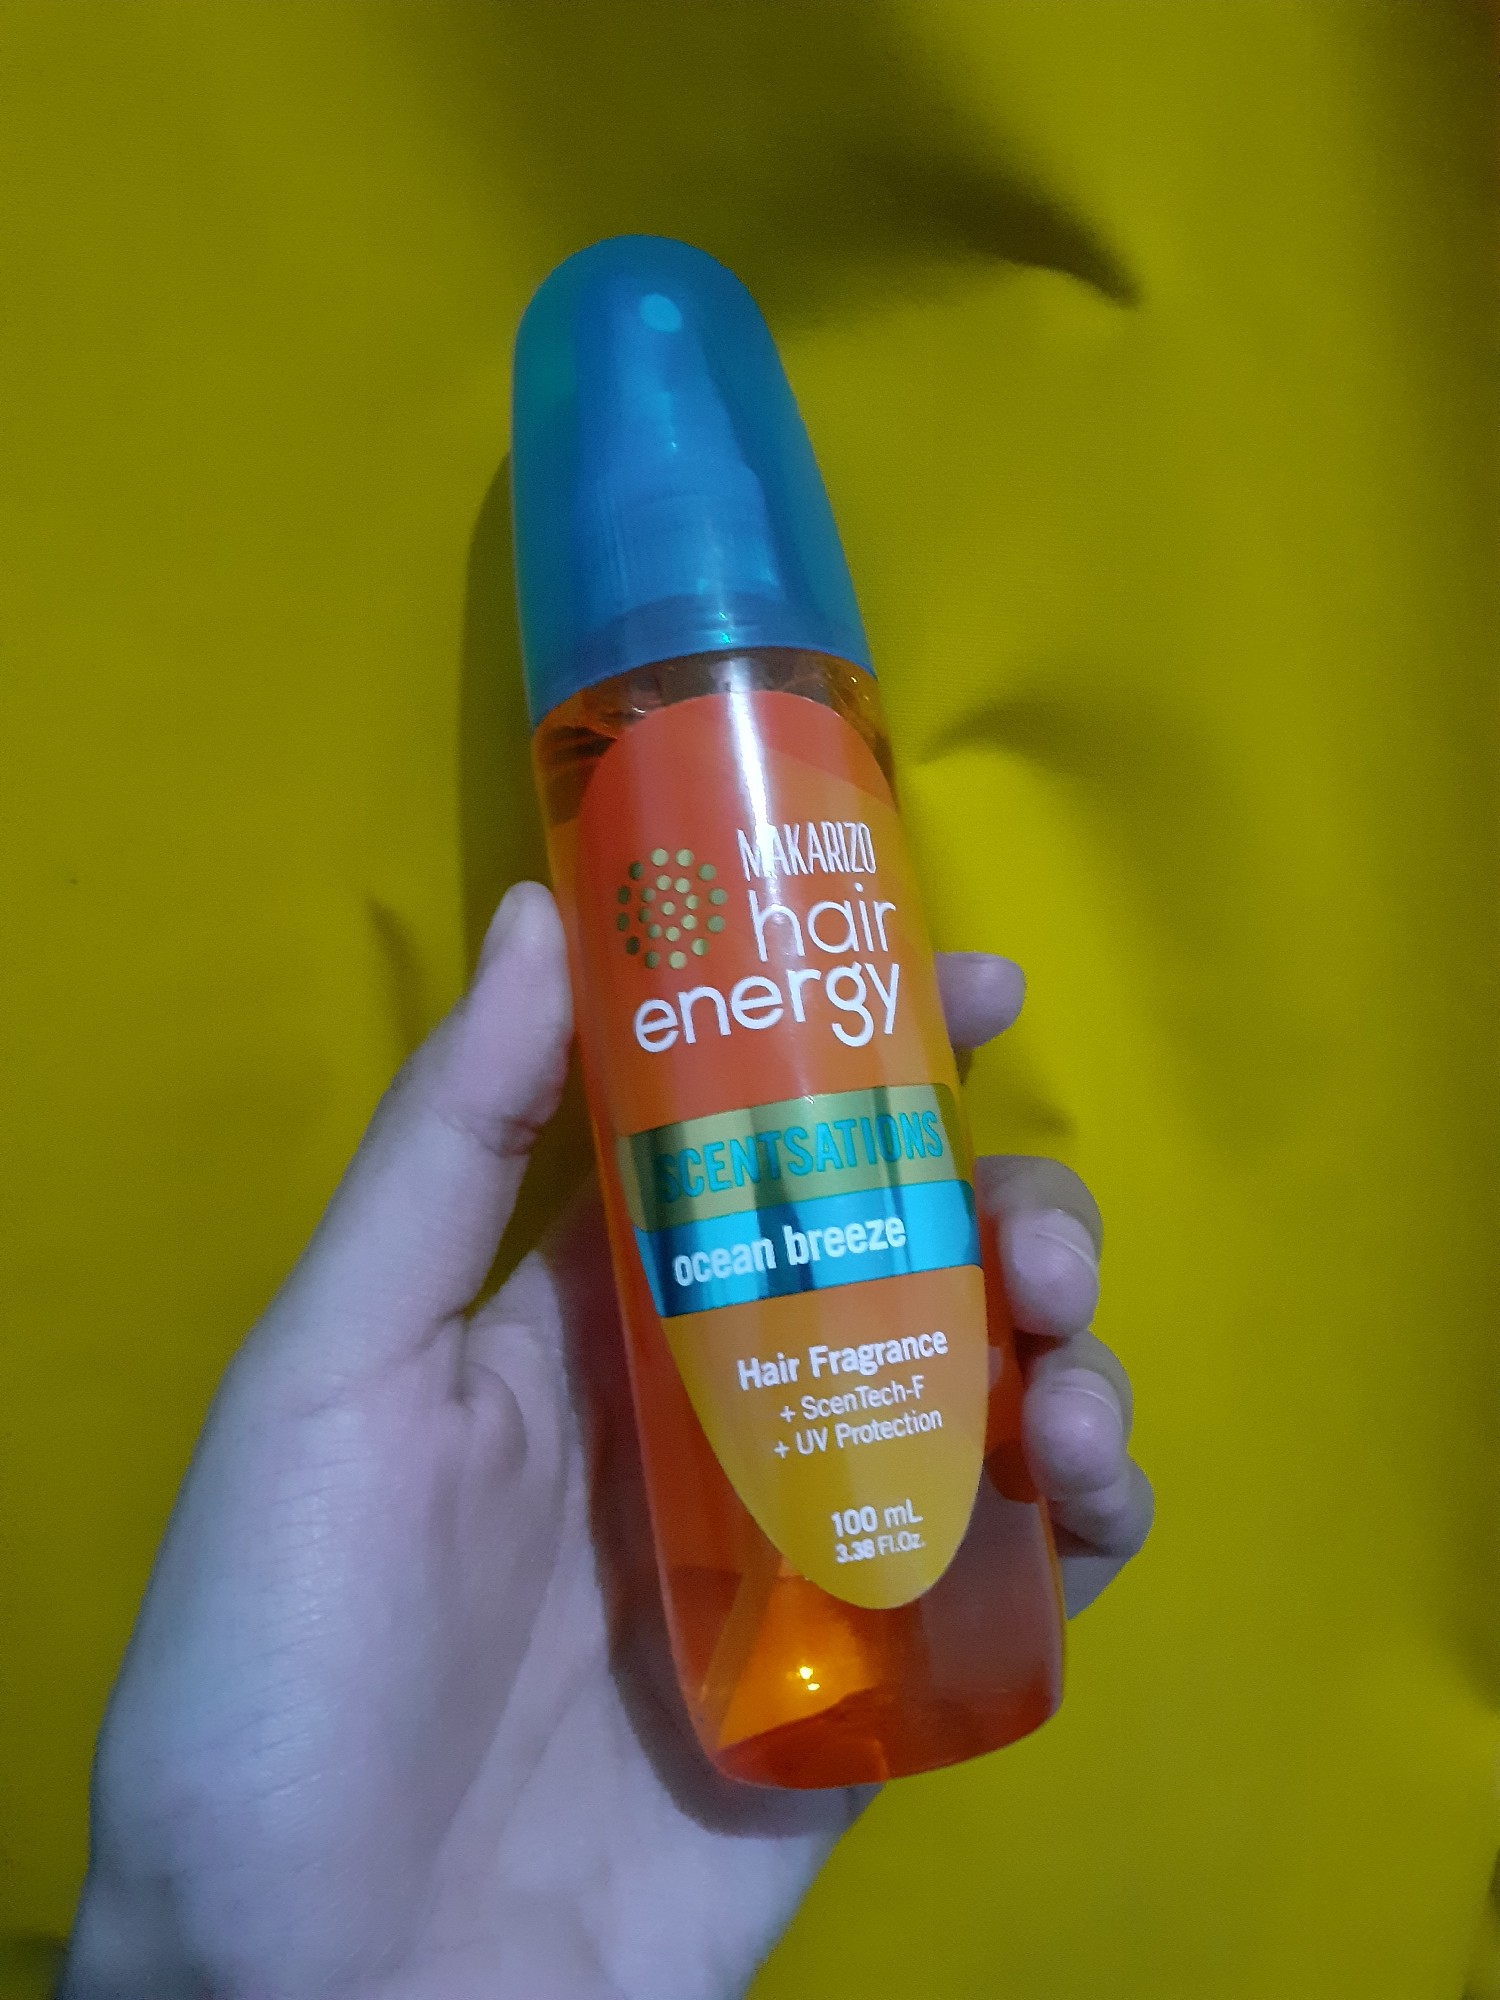 MAKARIZO
hair
energy
SCENTSATIONS
ocean breeze
Hair Fragrance
+ ScenTech-F
+ UV Protection
100 mL
3.38 Fl.Oz.